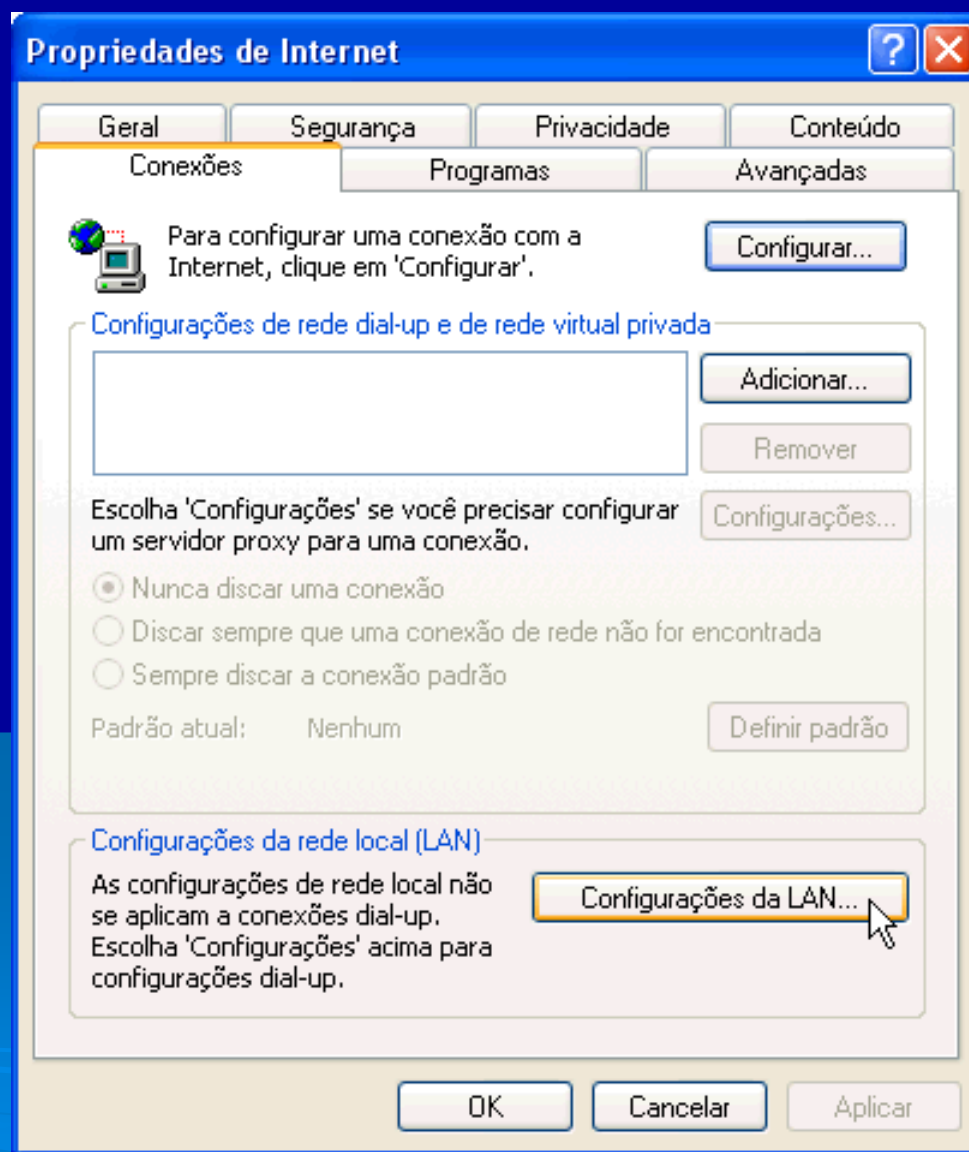 Propriedades de Internet
Geral
Segurança
Privacidade
Conteúdo
Conexões
Programas
Avançadas
Para configurar uma conexão com a
Internet, clique em 'Configurar'.
Configurar...
Configurações de rede dial-up e de rede virtual privada
Adicionar...
Remover
Escolha 'Configurações' se você precisar configurar
um servidor proxy para uma conexão.
Configurações...
Nunca discar uma conexão
Discar sempre que uma conexão de rede não for encontrada
Sempre discar a conexão padrão
Padrão atual: Nenhum
Definir padrão
Configurações da rede local (LAN)
As configurações de rede local não
se aplicam a conexões dial-up.
Escolha 'Configurações' acima para
configurações dial-up.
Configurações da LAN...
OK
Cancelar
Aplicar